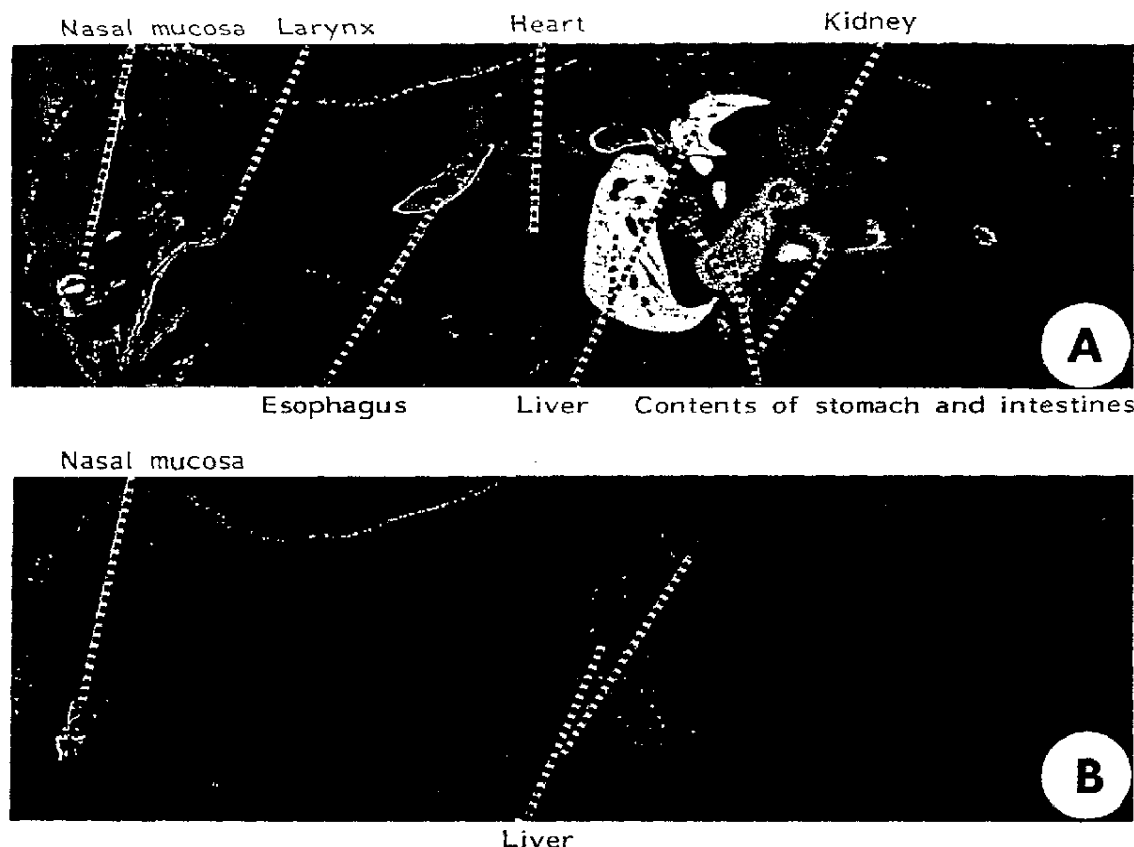 Nasal mucosa Larynx Heart Kidney
A
Esophagus Liver Contents of stomach and intestines
Nasal mucosa
B
Liver